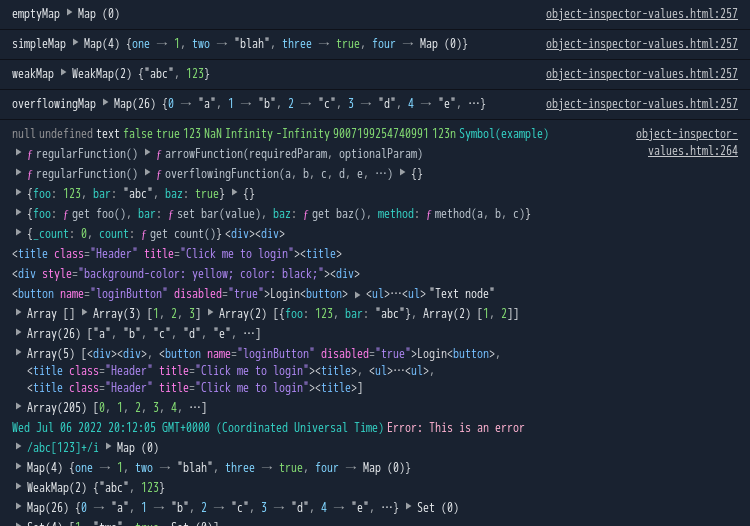 emptyMap ▶ Map (0) object-inspector-values.html:257
simpleMap ▶ Map(4) {one → 1, two → "blah", three → true, four → Map (0)} object-inspector-values.html:257
weakMap ▶ WeakMap(2) {"abc", 123} object-inspector-values.html:257
overflowingMap ▶ Map(26) {0 → "a", 1 → "b", 2 → "c", 3 → "d", 4 → "e", …} object-inspector-values.html:257
null undefined text false true 123 NaN Infinity -Infinity 9007199254740991 123n Symbol(example) object-inspector-
values.html:264
▶ ƒ regularFunction() ▶ ƒ arrowFunction(requiredParam, optionalParam)
▶ ƒ regularFunction() ▶ ƒ overflowingFunction(a, b, c, d, e, …) ▶ {}
▶ {foo: 123, bar: "abc", baz: true} ▶ {}
▶ {foo: ƒ get foo(), bar: ƒ set bar(value), baz: ƒ get baz(), method: ƒ method(a, b, c)}
▶ {_count: 0, count: ƒ get count()} <div><div>
<title class="Header" title="Click me to login"><title>
<div style="background-color: yellow; color: black;"><div>
<button name="loginButton" disabled="true">Login<button> ▶ <ul>…<ul> "Text node"
▶ Array [] ▶ Array(3) [1, 2, 3] ▶ Array(2) [{foo: 123, bar: "abc"}, Array(2) [1, 2]]
▶ Array(26) ["a", "b", "c", "d", "e", …]
▶ Array(5) [<div><div>, <button name="loginButton" disabled="true">Login<button>,
<title class="Header" title="Click me to login"><title>, <ul>…<ul>,
<title class="Header" title="Click me to login"><title>]
▶ Array(205) [0, 1, 2, 3, 4, …]
Wed Jul 06 2022 20:12:05 GMT+0000 (Coordinated Universal Time) Error: This is an error
▶ /abc[123]+/i ▶ Map (0)
▶ Map(4) {one → 1, two → "blah", three → true, four → Map (0)}
▶ WeakMap(2) {"abc", 123}
▶ Map(26) {0 → "a", 1 → "b", 2 → "c", 3 → "d", 4 → "e", …} ▶ Set (0)
▶ Set(4) [1, "two", true, Set (0)]